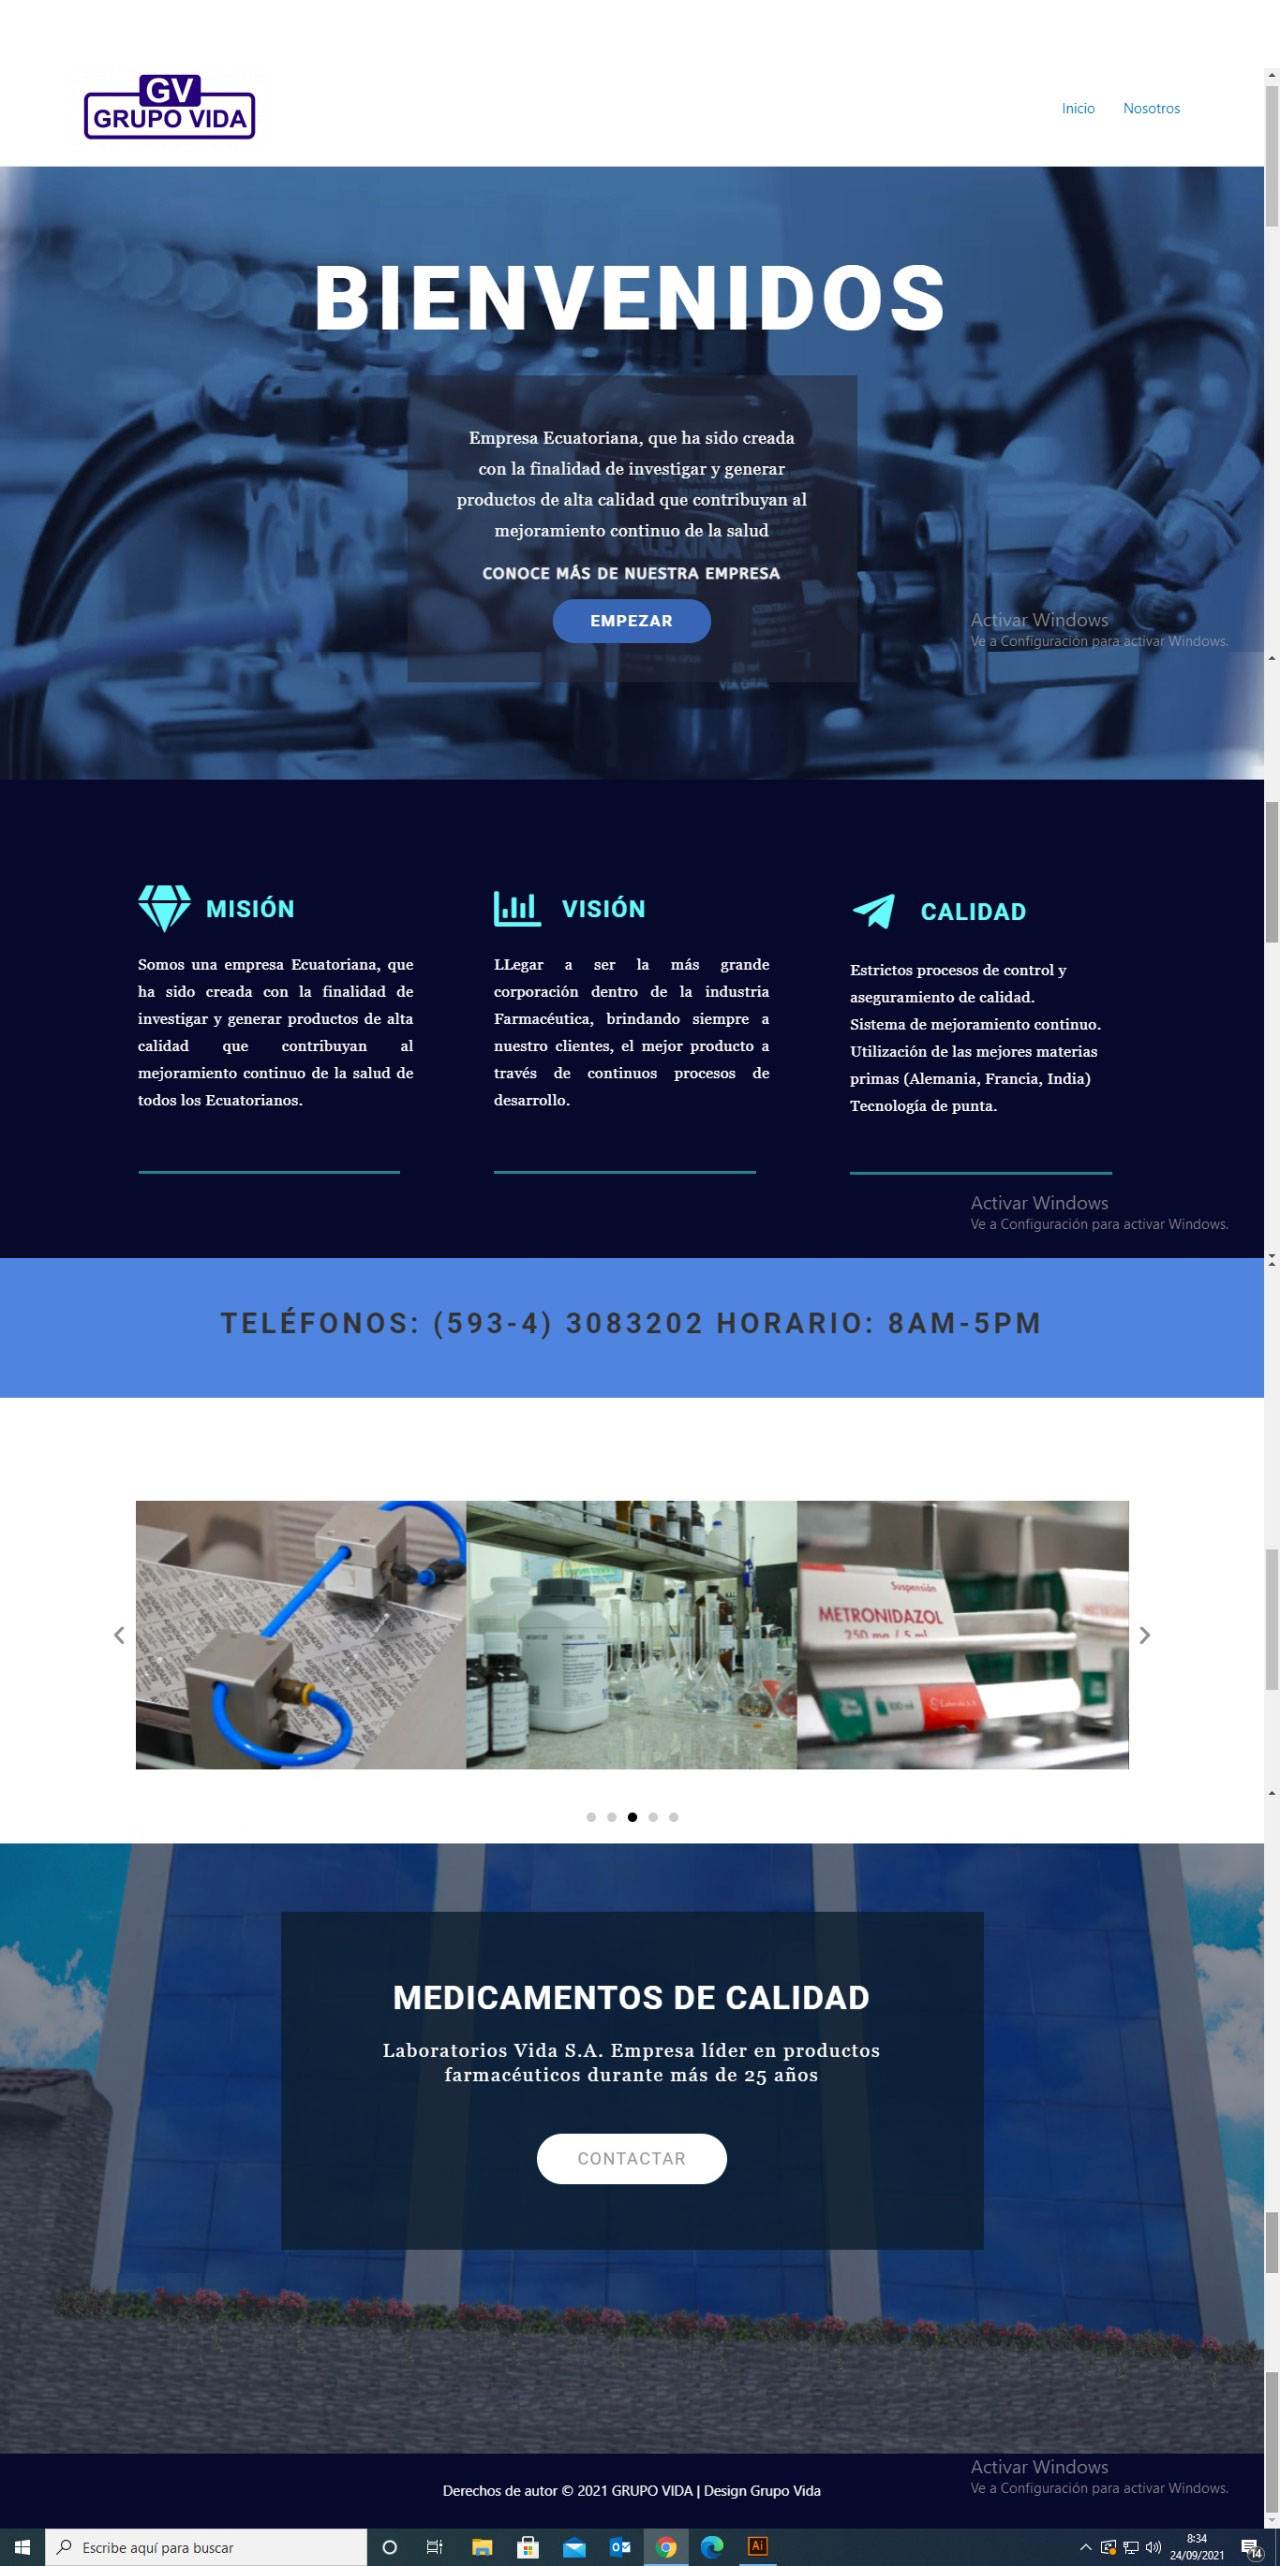 GV
GRUPO VIDA
Inicio Nosotros
BIENVENIDOS
Empresa Ecuatoriana, que ha sido creada
con la finalidad de investigar y generar
productos de alta calidad que contribuyan al
mejoramiento continuo de la salud
CONOCE MÁS DE NUESTRA EMPRESA
EMPEZAR
60 ml
VIA ORAL
Activar Windows
Ve a Configuración para activar Windows.
MISIÓN
Somos una empresa Ecuatoriana, que
ha sido creada con la finalidad de
investigar y generar productos de alta
calidad que contribuyan al
mejoramiento continuo de la salud de
todos los Ecuatorianos.
VISIÓN
LLegar a ser la más grande
corporación dentro de la industria
Farmacéutica, brindando siempre a
nuestro clientes, el mejor producto a
través de continuos procesos de
desarrollo.
CALIDAD
Estrictos procesos de control y
aseguramiento de calidad.
Sistema de mejoramiento continuo.
Utilización de las mejores materias
primas (Alemania, Francia, India)
Tecnología de punta.
Activar Windows
Ve a Configuración para activar Windows.
TELÉFONOS: (593-4) 3083202 HORARIO: 8AM-5PM
Suspensión
METRONIDAZOL
250 mg / 5 ml
MEDICAMENTOS DE CALIDAD
Laboratorios Vida S.A. Empresa líder en productos
farmacéuticos durante más de 25 años
CONTACTAR
Activar Windows
Ve a Configuración para activar Windows.
Derechos de autor © 2021 GRUPO VIDA | Design Grupo Vida
Escribe aquí para buscar
Ai
8:34
24/09/2021
14